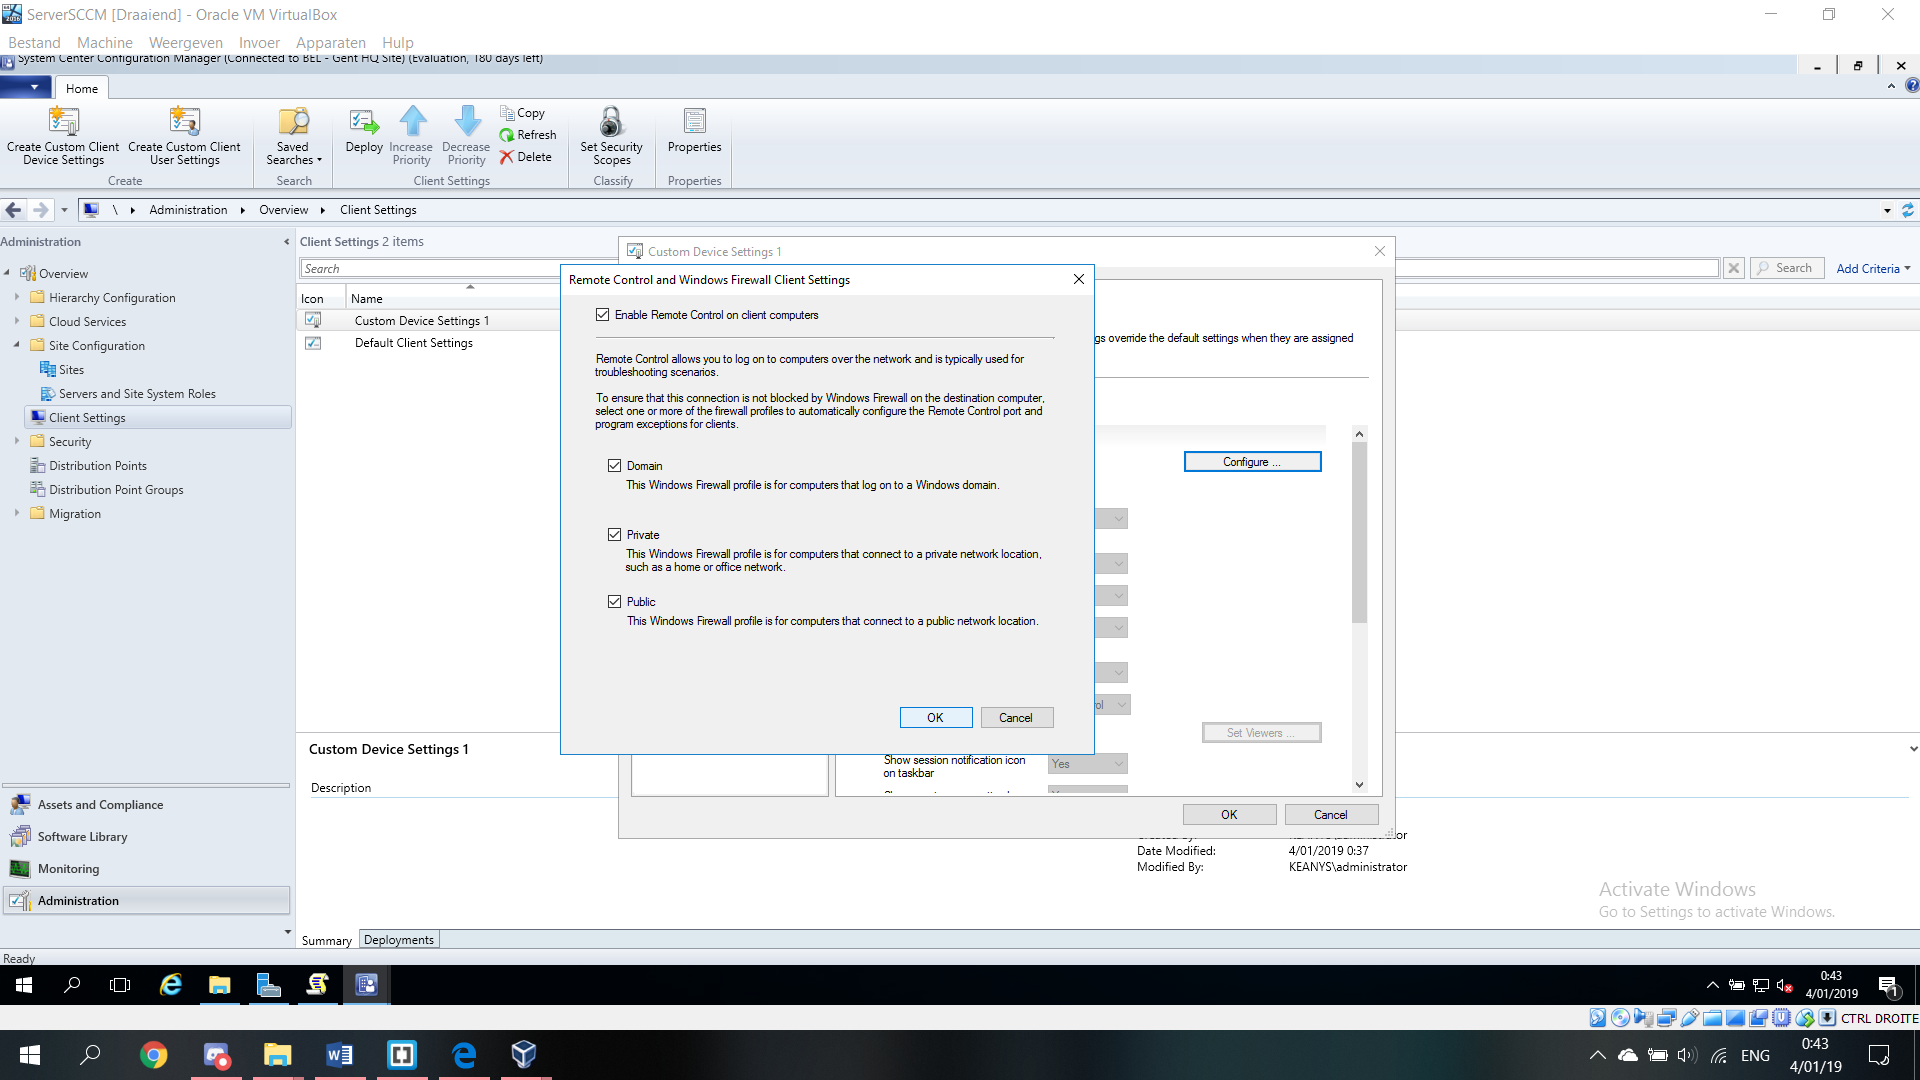 ServerSCCM [Draaiend] - Oracle VM VirtualBox
Bestand Machine Weergeven Invoer Apparaten Hulp
System Center Configuration Manager (Connected to BEL - Gent HQ Site) (Evaluation, 180 days left)
Home
Create Custom Client Device Settings
Create Custom Client User Settings
Create
Saved Searches
Search
Deploy
Increase Priority
Decrease Priority
Copy
Refresh
Delete
Client Settings
Set Security Scopes
Classify
Properties
Properties
\ Administration Overview Client Settings
Administration
Overview
Hierarchy Configuration
Cloud Services
Site Configuration
Sites
Servers and Site System Roles
Client Settings
Security
Distribution Points
Distribution Point Groups
Migration
Assets and Compliance
Software Library
Monitoring
Administration
Client Settings 2 items
Search
Search
Add Criteria
Icon Name
Custom Device Settings 1
Default Client Settings
Custom Device Settings 1
gs override the default settings when they are assigned
Configure ...
rol
Set Viewers ...
Show session notification icon
on taskbar
Yes
OK Cancel
Remote Control and Windows Firewall Client Settings
Enable Remote Control on client computers
Remote Control allows you to log on to computers over the network and is typically used for
troubleshooting scenarios.
To ensure that this connection is not blocked by Windows Firewall on the destination computer,
select one or more of the firewall profiles to automatically configure the Remote Control port and
program exceptions for clients.
Domain
This Windows Firewall profile is for computers that log on to a Windows domain.
Private
This Windows Firewall profile is for computers that connect to a private network location,
such as a home or office network.
Public
This Windows Firewall profile is for computers that connect to a public network location.
OK Cancel
Custom Device Settings 1
Description
Date Modified: 4/01/2019 0:37
Modified By: KEANYS\administrator
Activate Windows
Go to Settings to activate Windows.
Summary Deployments
Ready
0:43
4/01/2019
1
CTRL DROITE
ENG
0:43
4/01/19